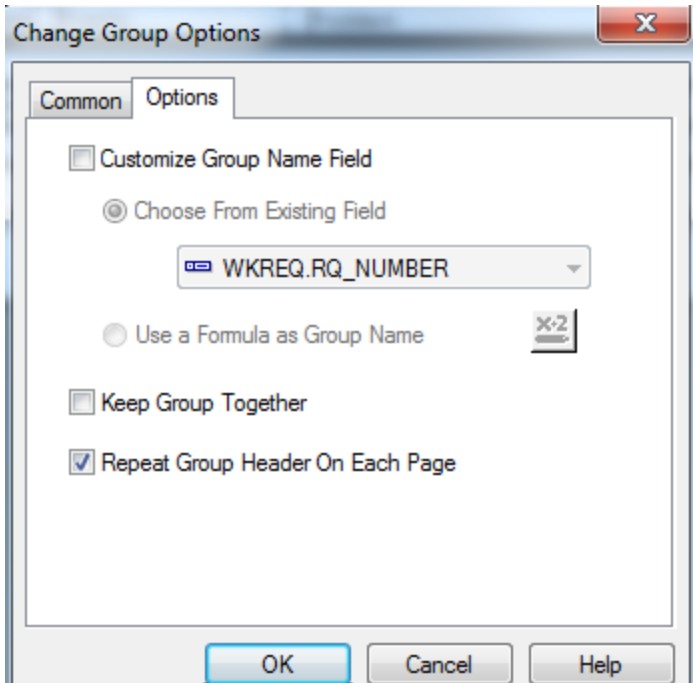 Change Group Options
X
Common Options
Customize Group Name Field
Choose From Existing Field
WKREQ.RQ_NUMBER
Use a Formula as Group Name X+2
Keep Group Together
Repeat Group Header On Each Page
OK Cancel Help